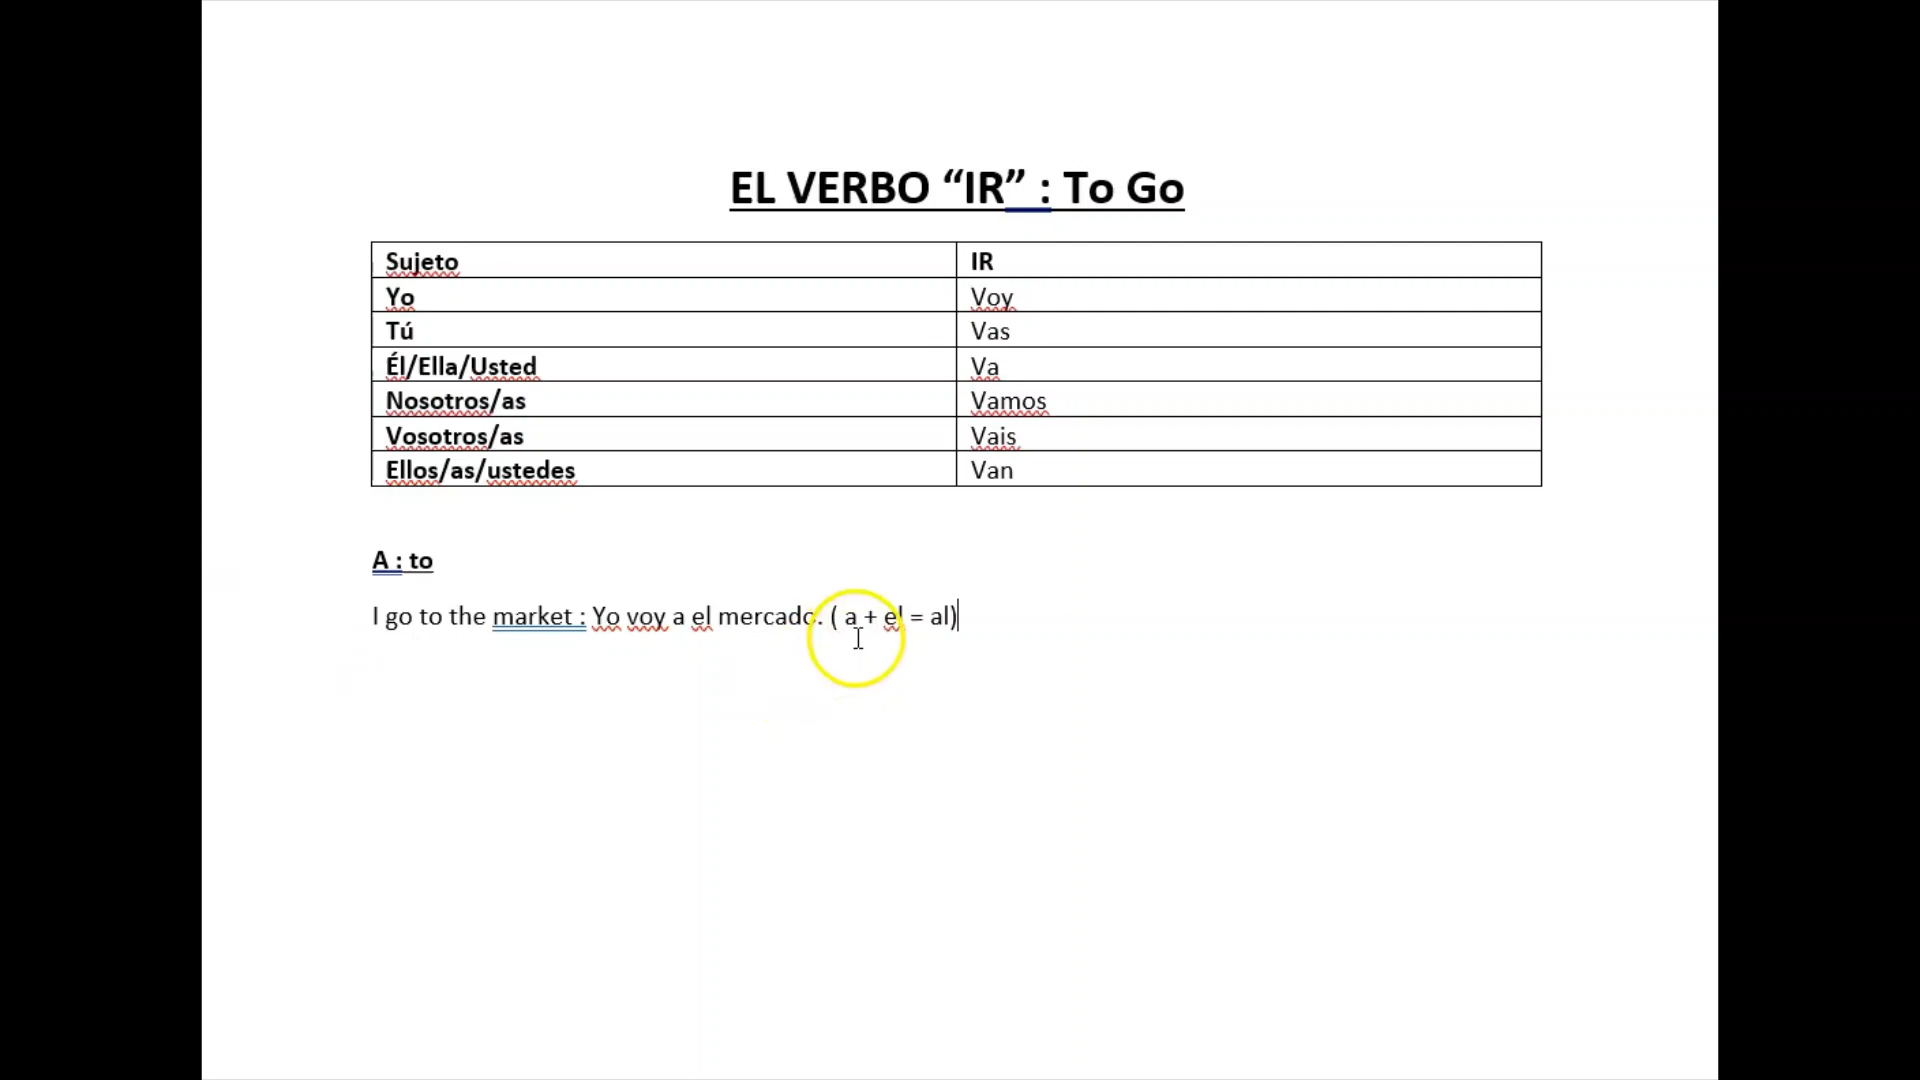 EL VERBO “IR” : To Go
Sujeto IR
Yo Voy
Tú Vas
Él/Ella/Usted Va
Nosotros/as Vamos
Vosotros/as Vais
Ellos/as/ustedes Van
A : to
I go to the market : Yo voy a el mercado. ( a + el = al)